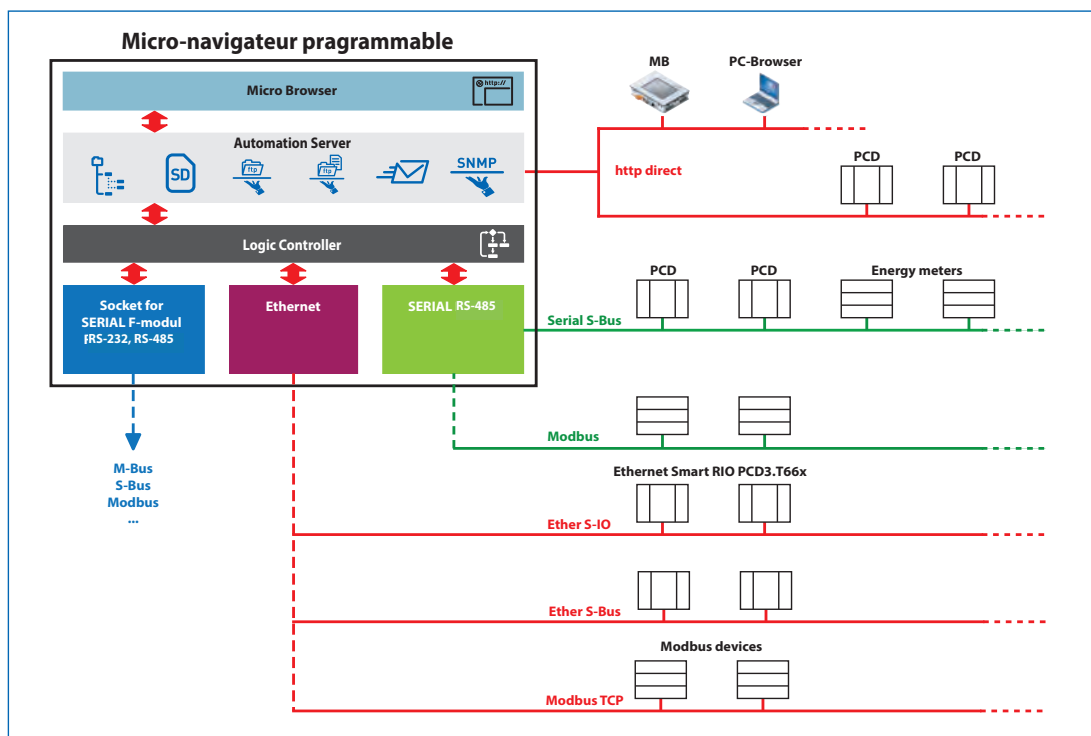 Micro-navigateur pragrammable
Micro Browser
http://
Automation Server
SD
ftp
ftp
SNMP
Logic Controller
Socket for
SERIAL F-modul
RS-232, RS-485
Ethernet
SERIAL RS-485
M-Bus
S-Bus
Modbus
...
MB
PC-Browser
http direct
PCD
PCD
PCD
PCD
Energy meters
Serial S-Bus
Modbus
Ethernet Smart RIO PCD3.T66x
Ether S-IO
Ether S-Bus
Modbus devices
Modbus TCP